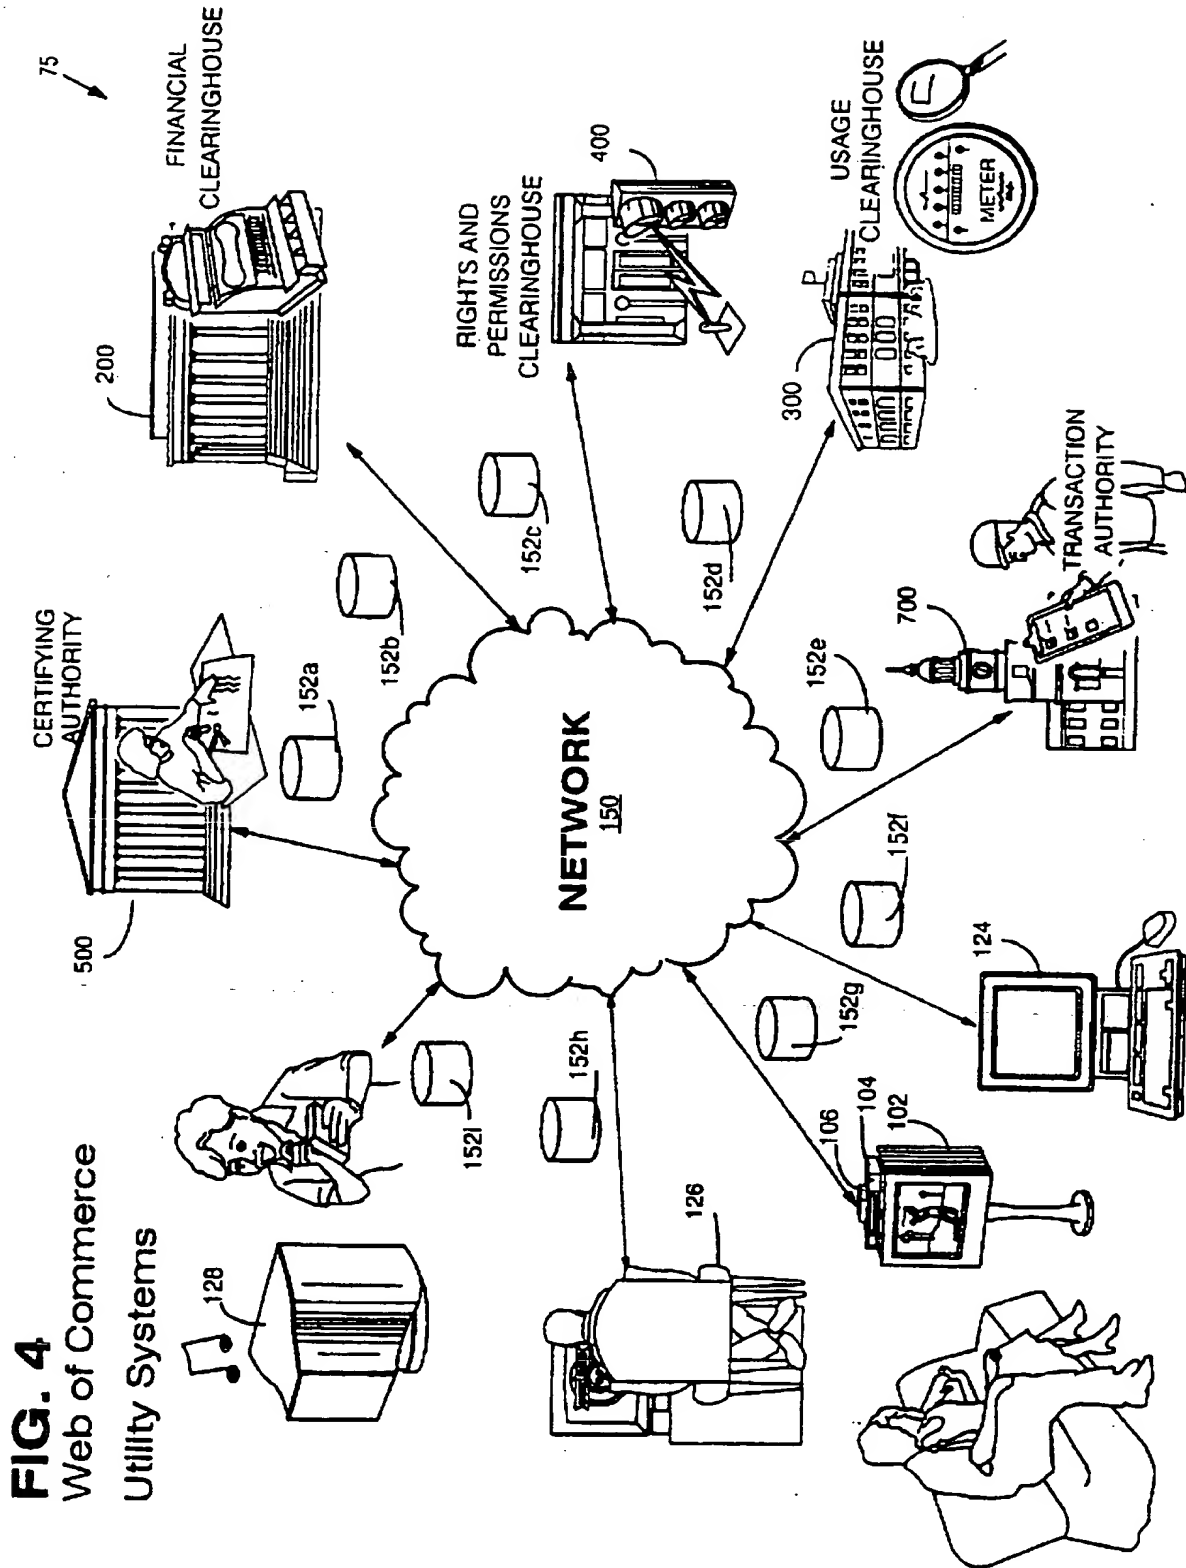 FIG. 4
Web of Commerce
Utility Systems
75
FINANCIAL
CLEARINGHOUSE
200
CERTIFYING
AUTHORITY
500
152a
152b
152c
RIGHTS AND
PERMISSIONS
CLEARINGHOUSE
400
152d
USAGE
CLEARINGHOUSE
300
METER
NETWORK
150
152e
700
TRANSACTION
AUTHORITY
152f
124
152g
106
104
102
152h
126
152i
128